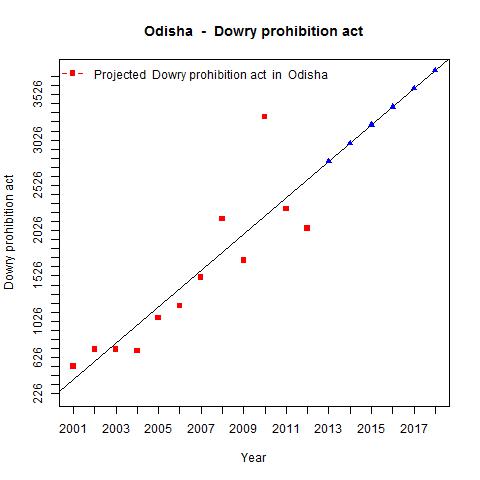 Odisha - Dowry prohibition act
Projected Dowry prohibition act in Odisha
Dowry prohibition act
3526
3026
2526
2026
1526
1026
626
226
2001 2003 2005 2007 2009 2011 2013 2015 2017
Year